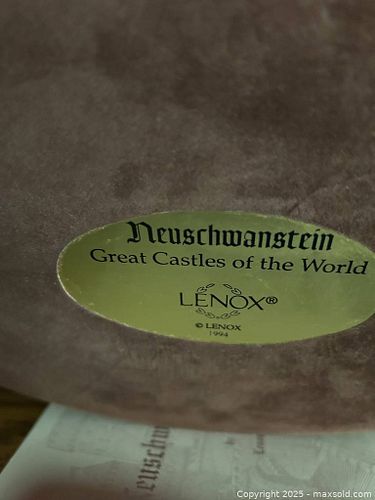 Neuschwanstein
Great Castles of the World
LENOX®
© LENOX
1994
Copyright © 2025 - maxsold.com